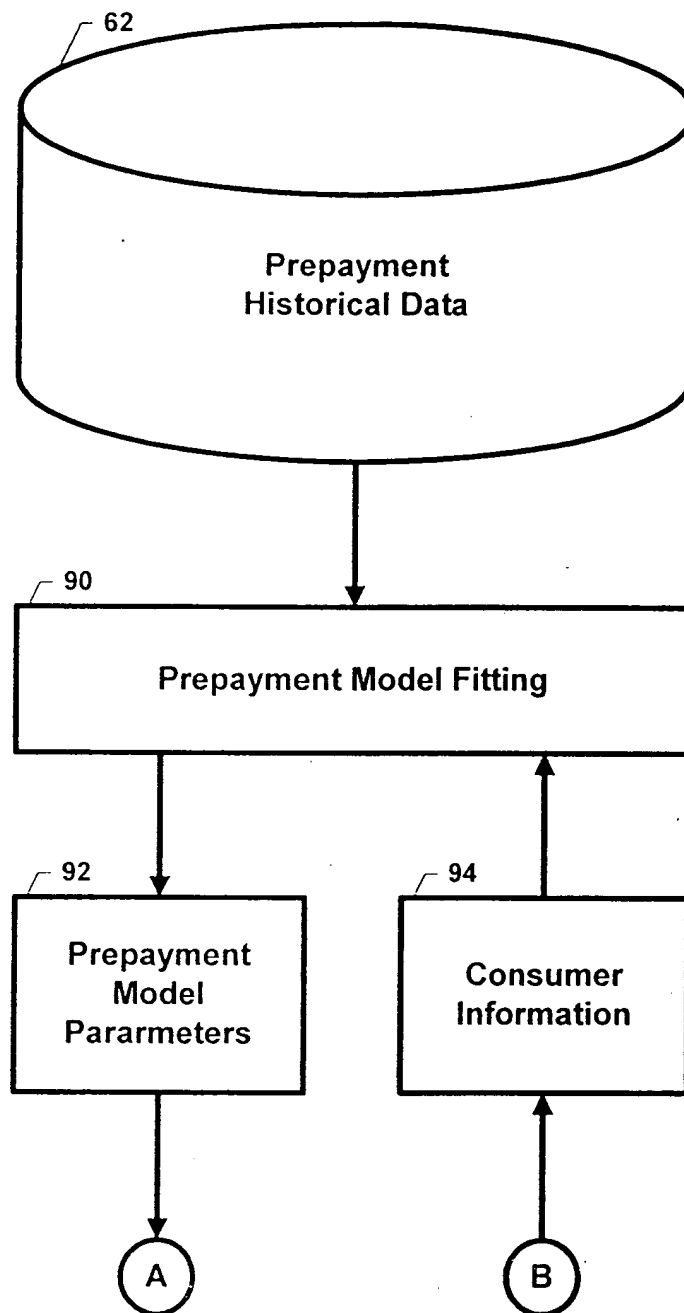 62
Prepayment
Historical Data
90
Prepayment Model Fitting
92
Prepayment
Model
Pararmeters
94
Consumer
Information
A
B